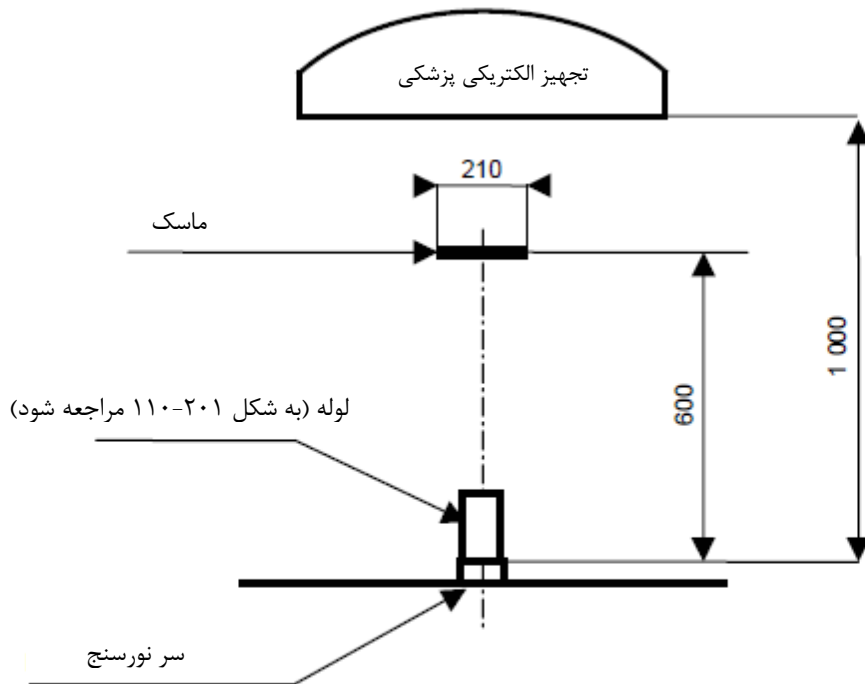 تجهیز الکتریکی پزشکی
210
ماسک
1 000
600
لوله (به شکل ۲۰۱-۱۱۰ مراجعه شود)
سر نورسنج